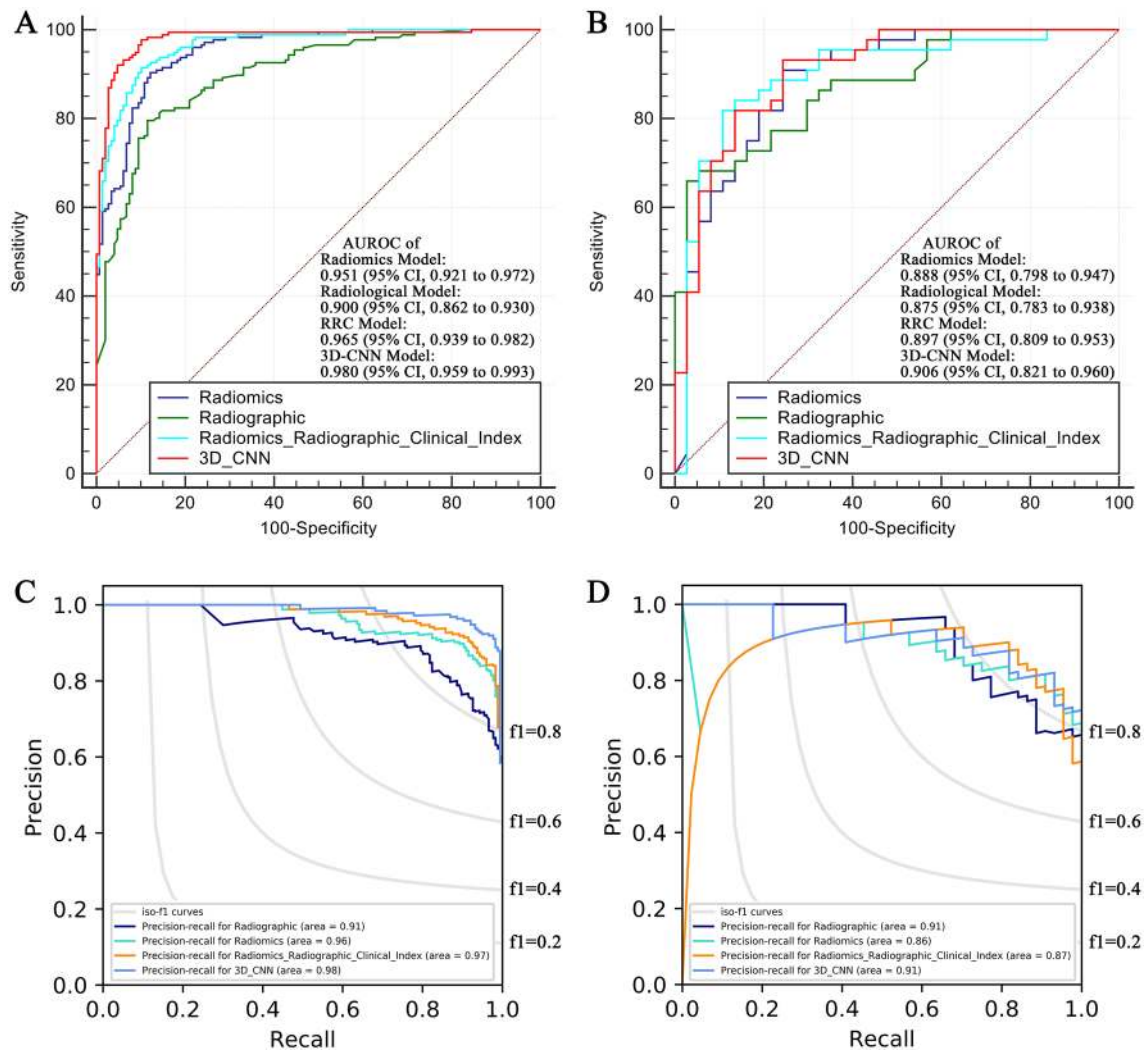 A
100
80
60
40
20
0
Sensitivity
AUROC of
Radiomics Model:
0.951 (95% CI, 0.921 to 0.972)
Radiological Model:
0.900 (95% CI, 0.862 to 0.930)
RRC Model:
0.965 (95% CI, 0.939 to 0.982)
3D-CNN Model:
0.980 (95% CI, 0.959 to 0.993)
Radiomics
Radiographic
Radiomics_Radiographic_Clinical_Index
3D_CNN
0 20 40 60 80 100
100-Specificity
B
100
80
60
40
20
0
Sensitivity
AUROC of
Radiomics Model:
0.888 (95% CI, 0.798 to 0.947)
Radiological Model:
0.875 (95% CI, 0.783 to 0.938)
RRC Model:
0.897 (95% CI, 0.809 to 0.953)
3D-CNN Model:
0.906 (95% CI, 0.821 to 0.960)
Radiomics
Radiographic
Radiomics_Radiographic_Clinical_Index
3D_CNN
0 20 40 60 80 100
100-Specificity
C
1.0
0.8
0.6
0.4
0.2
0.0
Precision
f1=0.8
f1=0.6
f1=0.4
f1=0.2
iso-f1 curves
Precision-recall for Radiographic (area = 0.91)
Precision-recall for Radiomics (area = 0.96)
Precision-recall for Radiomics_Radiographic_Clinical_Index (area = 0.97)
Precision-recall for 3D_CNN (area = 0.98)
0.0 0.2 0.4 0.6 0.8 1.0
Recall
D
1.0
0.8
0.6
0.4
0.2
0.0
Precision
f1=0.8
f1=0.6
f1=0.4
f1=0.2
iso-f1 curves
Precision-recall for Radiographic (area = 0.91)
Precision-recall for Radiomics (area = 0.86)
Precision-recall for Radiomics_Radiographic_Clinical_Index (area = 0.87)
Precision-recall for 3D_CNN (area = 0.91)
0.0 0.2 0.4 0.6 0.8 1.0
Recall